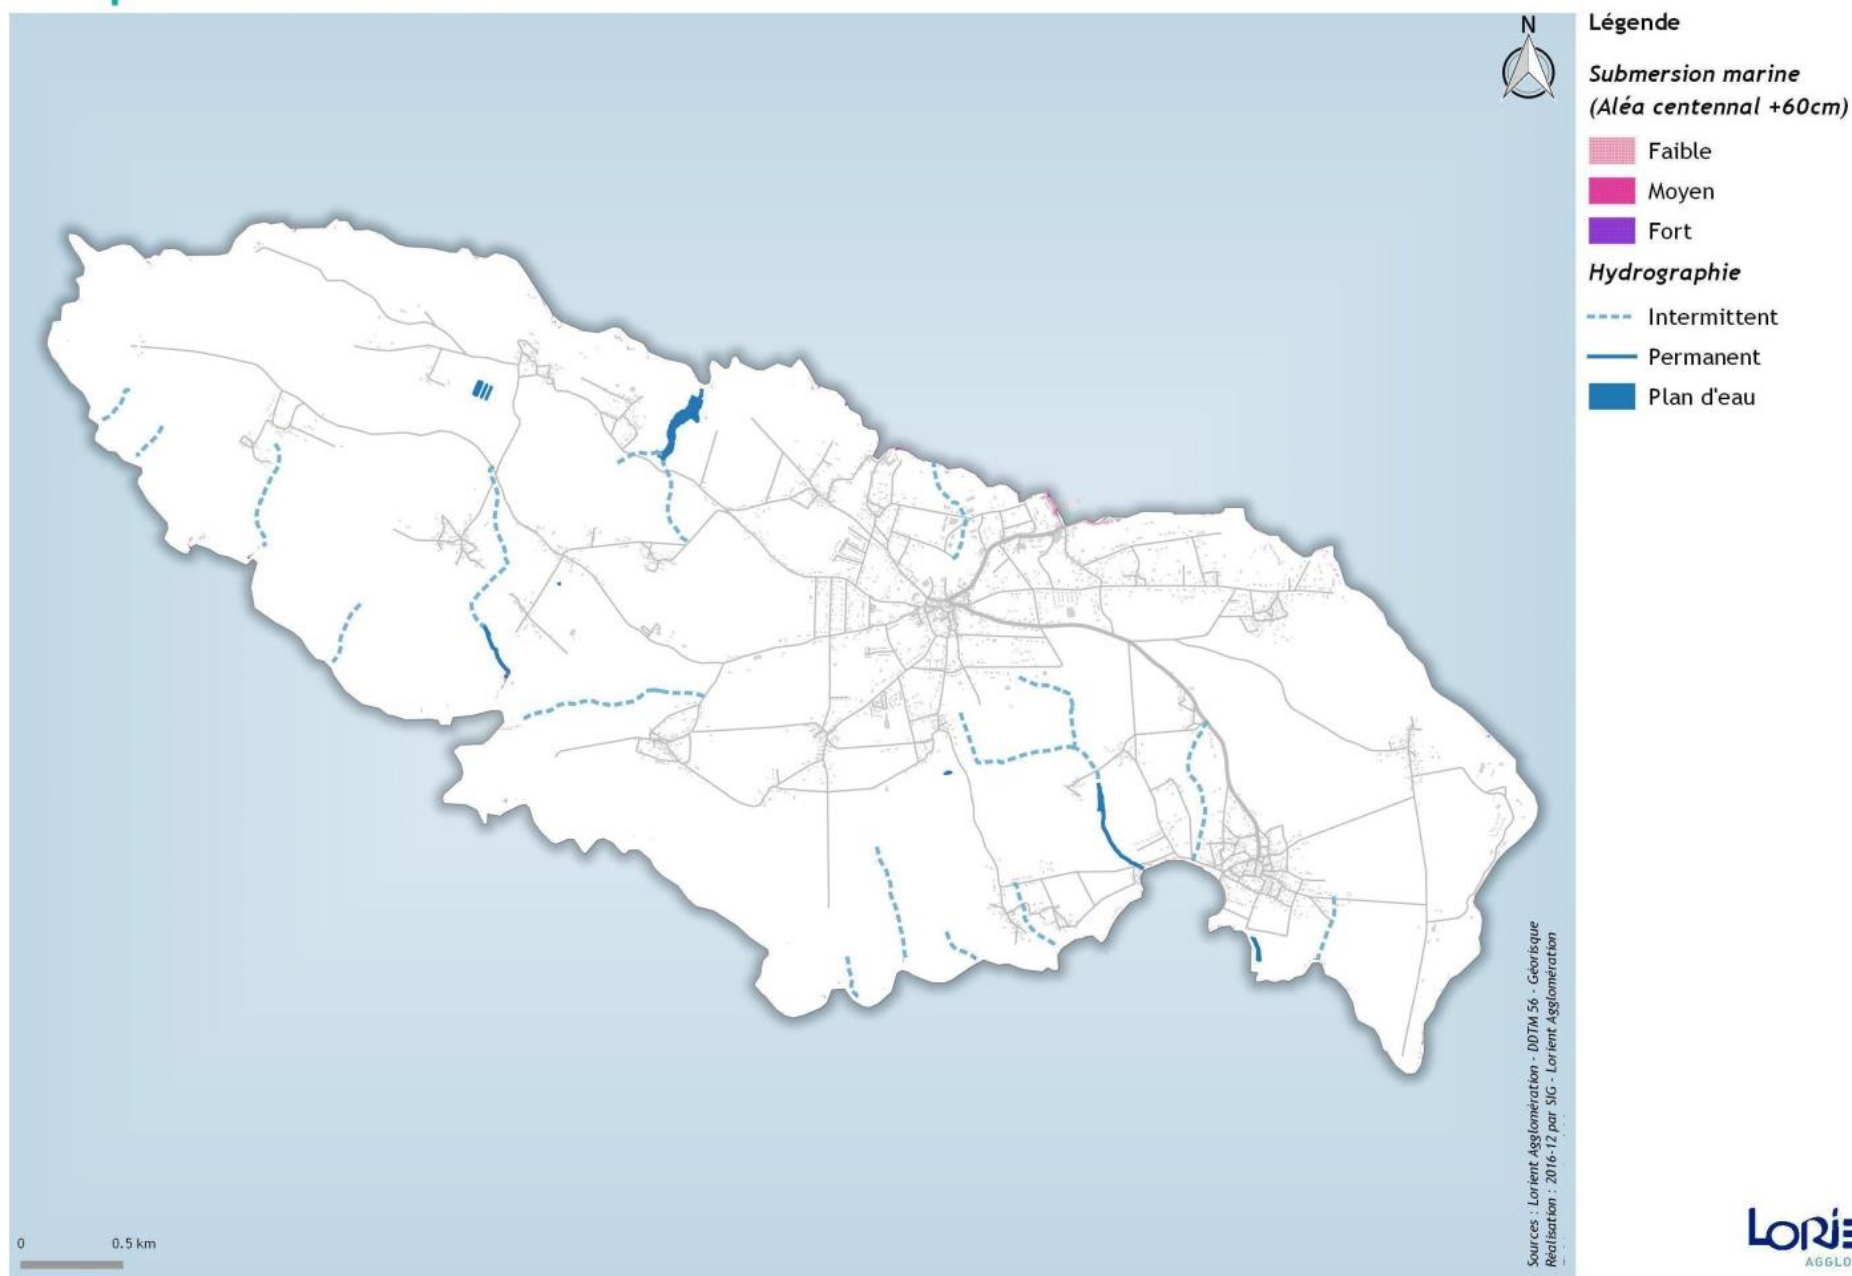 N
Légende
Submersion marine
(Aléa centennal +60cm)
Faible
Moyen
Fort
Hydrographie
Intermittent
Permanent
Plan d'eau
Sources : Lorient Agglomération - DDTM 56 - Géorisque
Réalisation : 2016-12 par SIG - Lorient Agglomération
0 0.5 km